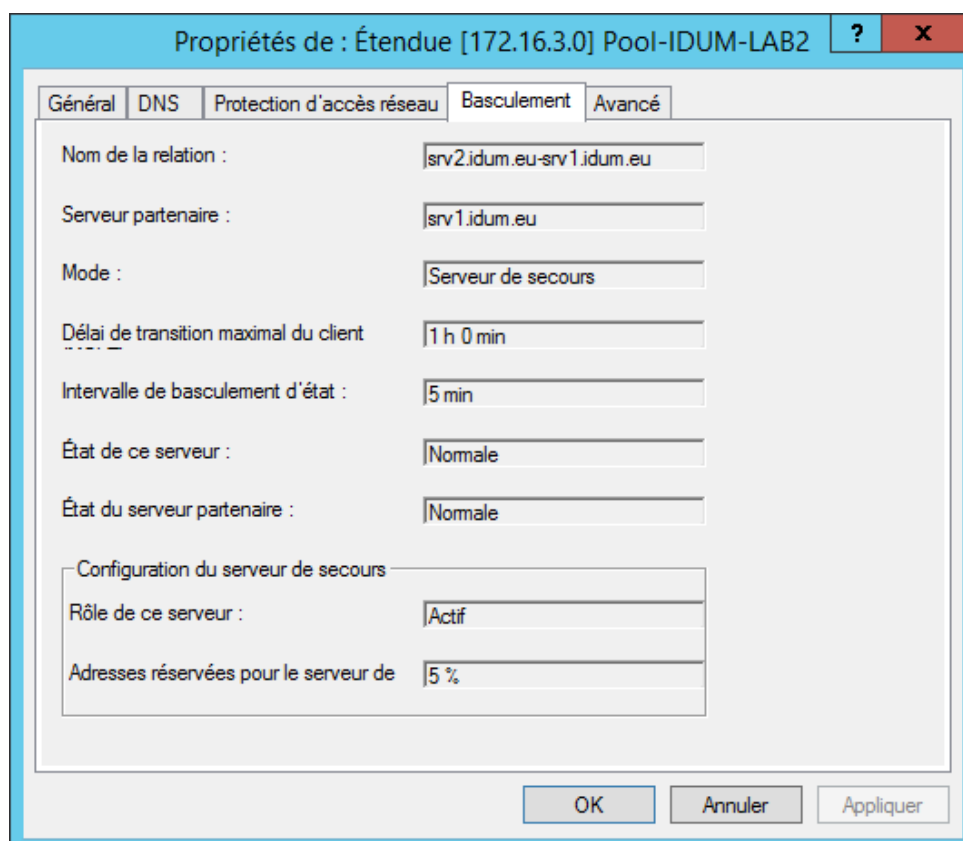 Propriétés de : Étendue [172.16.3.0] Pool-IDUM-LAB2 ? x
Général DNS Protection d'accès réseau Basculement Avancé
Nom de la relation : srv2.idum.eu-srv1.idum.eu
Serveur partenaire : srv1.idum.eu
Mode : Serveur de secours
Délai de transition maximal du client 1 h 0 min
Intervalle de basculement d'état : 5 min
État de ce serveur : Normale
État du serveur partenaire : Normale
Configuration du serveur de secours
Rôle de ce serveur : Actif
Adresses réservées pour le serveur de 5 %
OK Annuler Appliquer